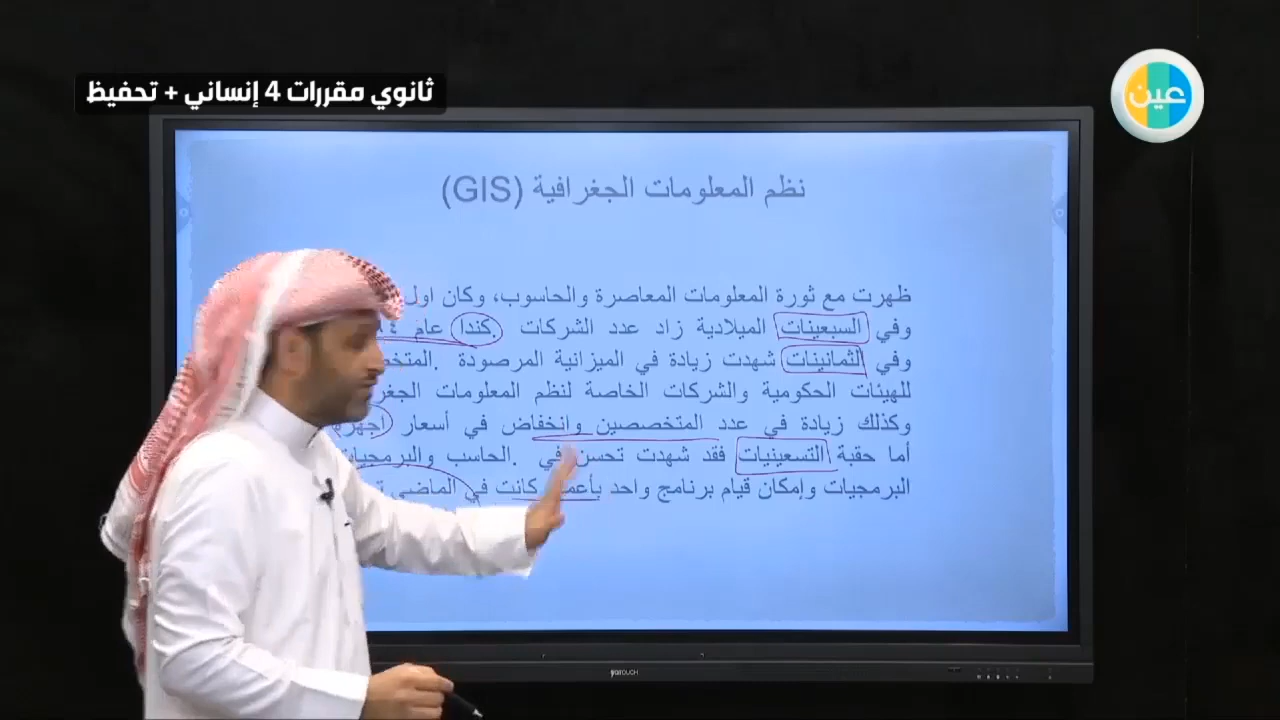 ثانوي مقررات 4 إنساني + تحفيظ
عين
نظم المعلومات الجغرافية (GIS)
ظهرت مع ثورة المعلومات المعاصرة والحاسوب، وكان اول
وفي السبعينات الميلادية زاد عدد الشركات .كندا عام
وفي الثمانينات شهدت زيادة في الميزانية المرصودة
للهيئات الحكومية والشركات الخاصة لنظم المعلومات
وكذلك زيادة في عدد المتخصصين وانخفاض في أسعار اجهزة
أما حقبة التسعينيات فقد شهدت تحسن في .الحاسب والبرمجيات
البرمجيات وإمكان قيام برنامج واحد بأعمال كانت في الماضي